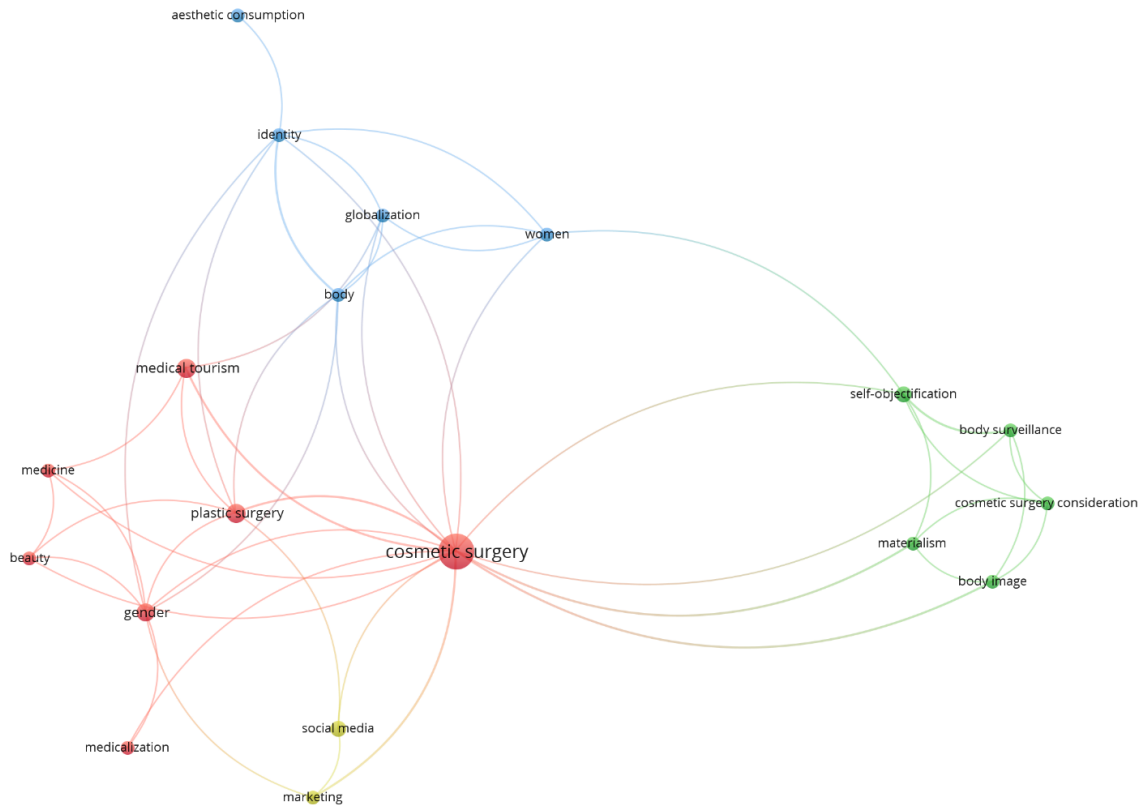 aesthetic consumption
identity
globalization
women
body
medical tourism
self-objectification
body surveillance
medicine
cosmetic surgery consideration
plastic surgery
materialism
cosmetic surgery
beauty
body image
gender
social media
medicalization
marketing